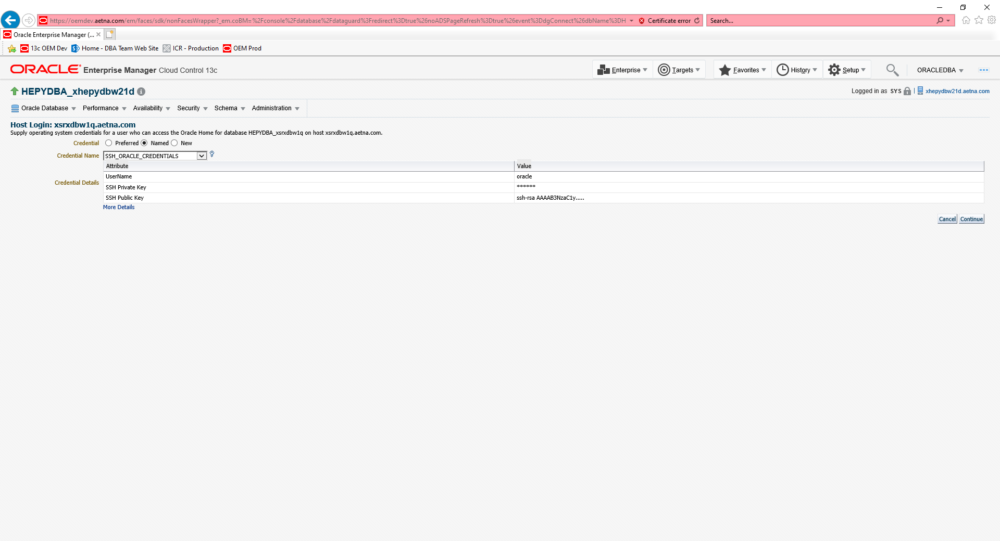 https://oemdev.aetna.com/em/faces/sdk/nonFacesWrapper?_em.coBM=%2Fconsole%2Fdatabase%2Fdataguard%3Fredirect%3Dtrue%26noADSPageRefresh%3Dtrue%26event%3DdgConnect%26dbName%3DH Certificate error Search...
Oracle Enterprise Manager (...
13c OEM Dev Home - DBA Team Web Site ICR - Production OEM Prod
ORACLE Enterprise Manager Cloud Control 13c Enterprise Targets Favorites History Setup ORACLEDBA
HEPYDBA_xhepydbw21d Logged in as SYS xhepydbw21d.aetna.com
Oracle Database Performance Availability Security Schema Administration
Host Login: xsrxdbw1q.aetna.com
Supply operating system credentials for a user who can access the Oracle Home for database HEPYDBA_xsrxdbw1q on host xsrxdbw1q.aetna.com.
Credential Preferred Named New
Credential Name SSH_ORACLE_CREDENTIALS
Attribute Value
UserName oracle
Credential Details
SSH Private Key ******
SSH Public Key ssh-rsa AAAAB3NzaC1y.....
More Details
Cancel Continue